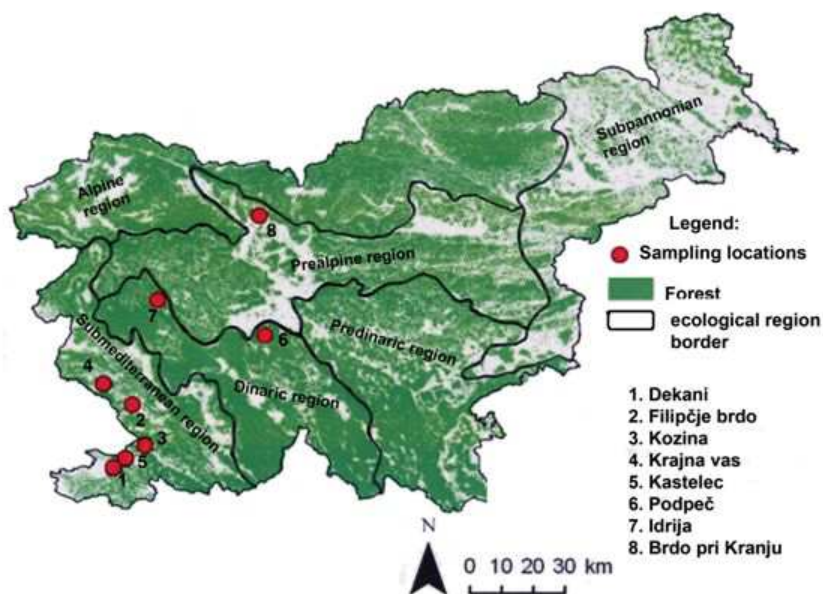 Subpannonian
region
Alpine
region
8
Prealpine region
Legend:
Sampling locations
Forest
ecological region
border
7
6
Predinaric region
Submediterranean region
Dinaric region
4
2
3
5
1
1. Dekani
2. Filipčje brdo
3. Kozina
4. Krajna vas
5. Kastelec
6. Podpeč
7. Idrija
8. Brdo pri Kranju
N
0 10 20 30 km